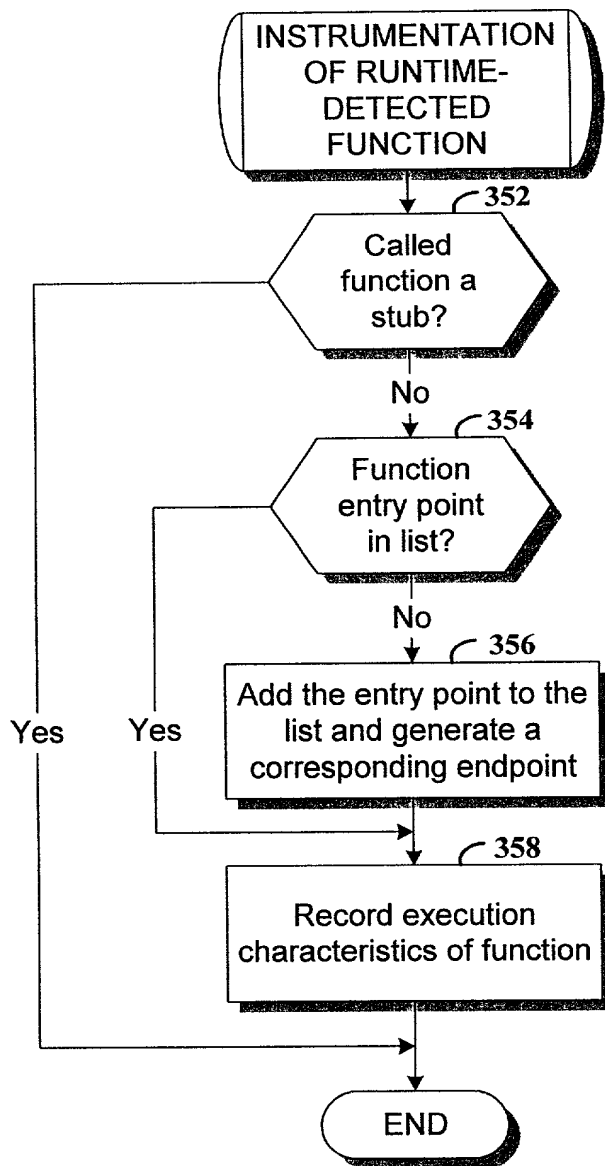 INSTRUMENTATION
OF RUNTIME-
DETECTED
FUNCTION
352
Called
function a
stub?
No
354
Function
entry point
in list?
No
356
Add the entry point to the
list and generate a
corresponding endpoint
Yes
Yes
358
Record execution
characteristics of function
END